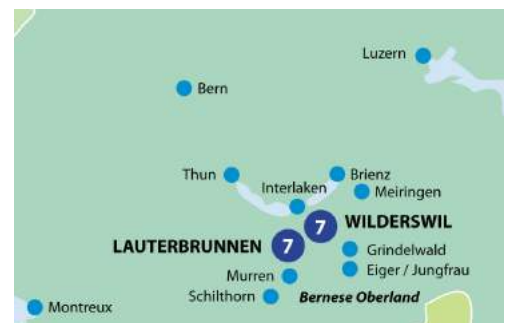 Luzern
Bern
Thun
Brienz
Interlaken
Meiringen
7
WILDERSWIL
LAUTERBRUNNEN
7
Grindelwald
Murren
Eiger / Jungfrau
Schilthorn
Bernese Oberland
Montreux